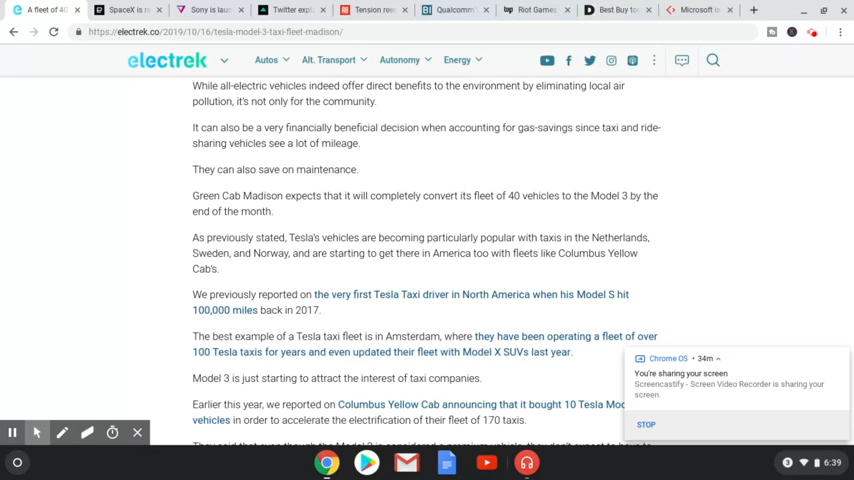 A fleet of 40
SpaceX is n
Sony is laun
Twitter expl
Tension ree
Qualcomm'
Riot Games
Best Buy to
Microsoft is
https://electrek.co/2019/10/16/tesla-model-3-taxi-fleet-madison/
electrek
Autos
Alt. Transport
Autonomy
Energy
While all-electric vehicles indeed offer direct benefits to the environment by eliminating local air
pollution, it's not only for the community.
It can also be a very financially beneficial decision when accounting for gas-savings since taxi and ride-
sharing vehicles see a lot of mileage.
They can also save on maintenance.
Green Cab Madison expects that it will completely convert its fleet of 40 vehicles to the Model 3 by the
end of the month.
As previously stated, Tesla's vehicles are becoming particularly popular with taxis in the Netherlands,
Sweden, and Norway, and are starting to get there in America too with fleets like Columbus Yellow
Cab's.
We previously reported on the very first Tesla Taxi driver in North America when his Model S hit
100,000 miles back in 2017.
The best example of a Tesla taxi fleet is in Amsterdam, where they have been operating a fleet of over
100 Tesla taxis for years and even updated their fleet with Model X SUVs last year.
Model 3 is just starting to attract the interest of taxi companies.
Earlier this year, we reported on Columbus Yellow Cab announcing that it bought 10 Tesla Mo
vehicles in order to accelerate the electrification of their fleet of 170 taxis.
Chrome OS • 34m
You're sharing your screen
Screencastify - Screen Video Recorder is sharing your
screen.
STOP
3
6:39